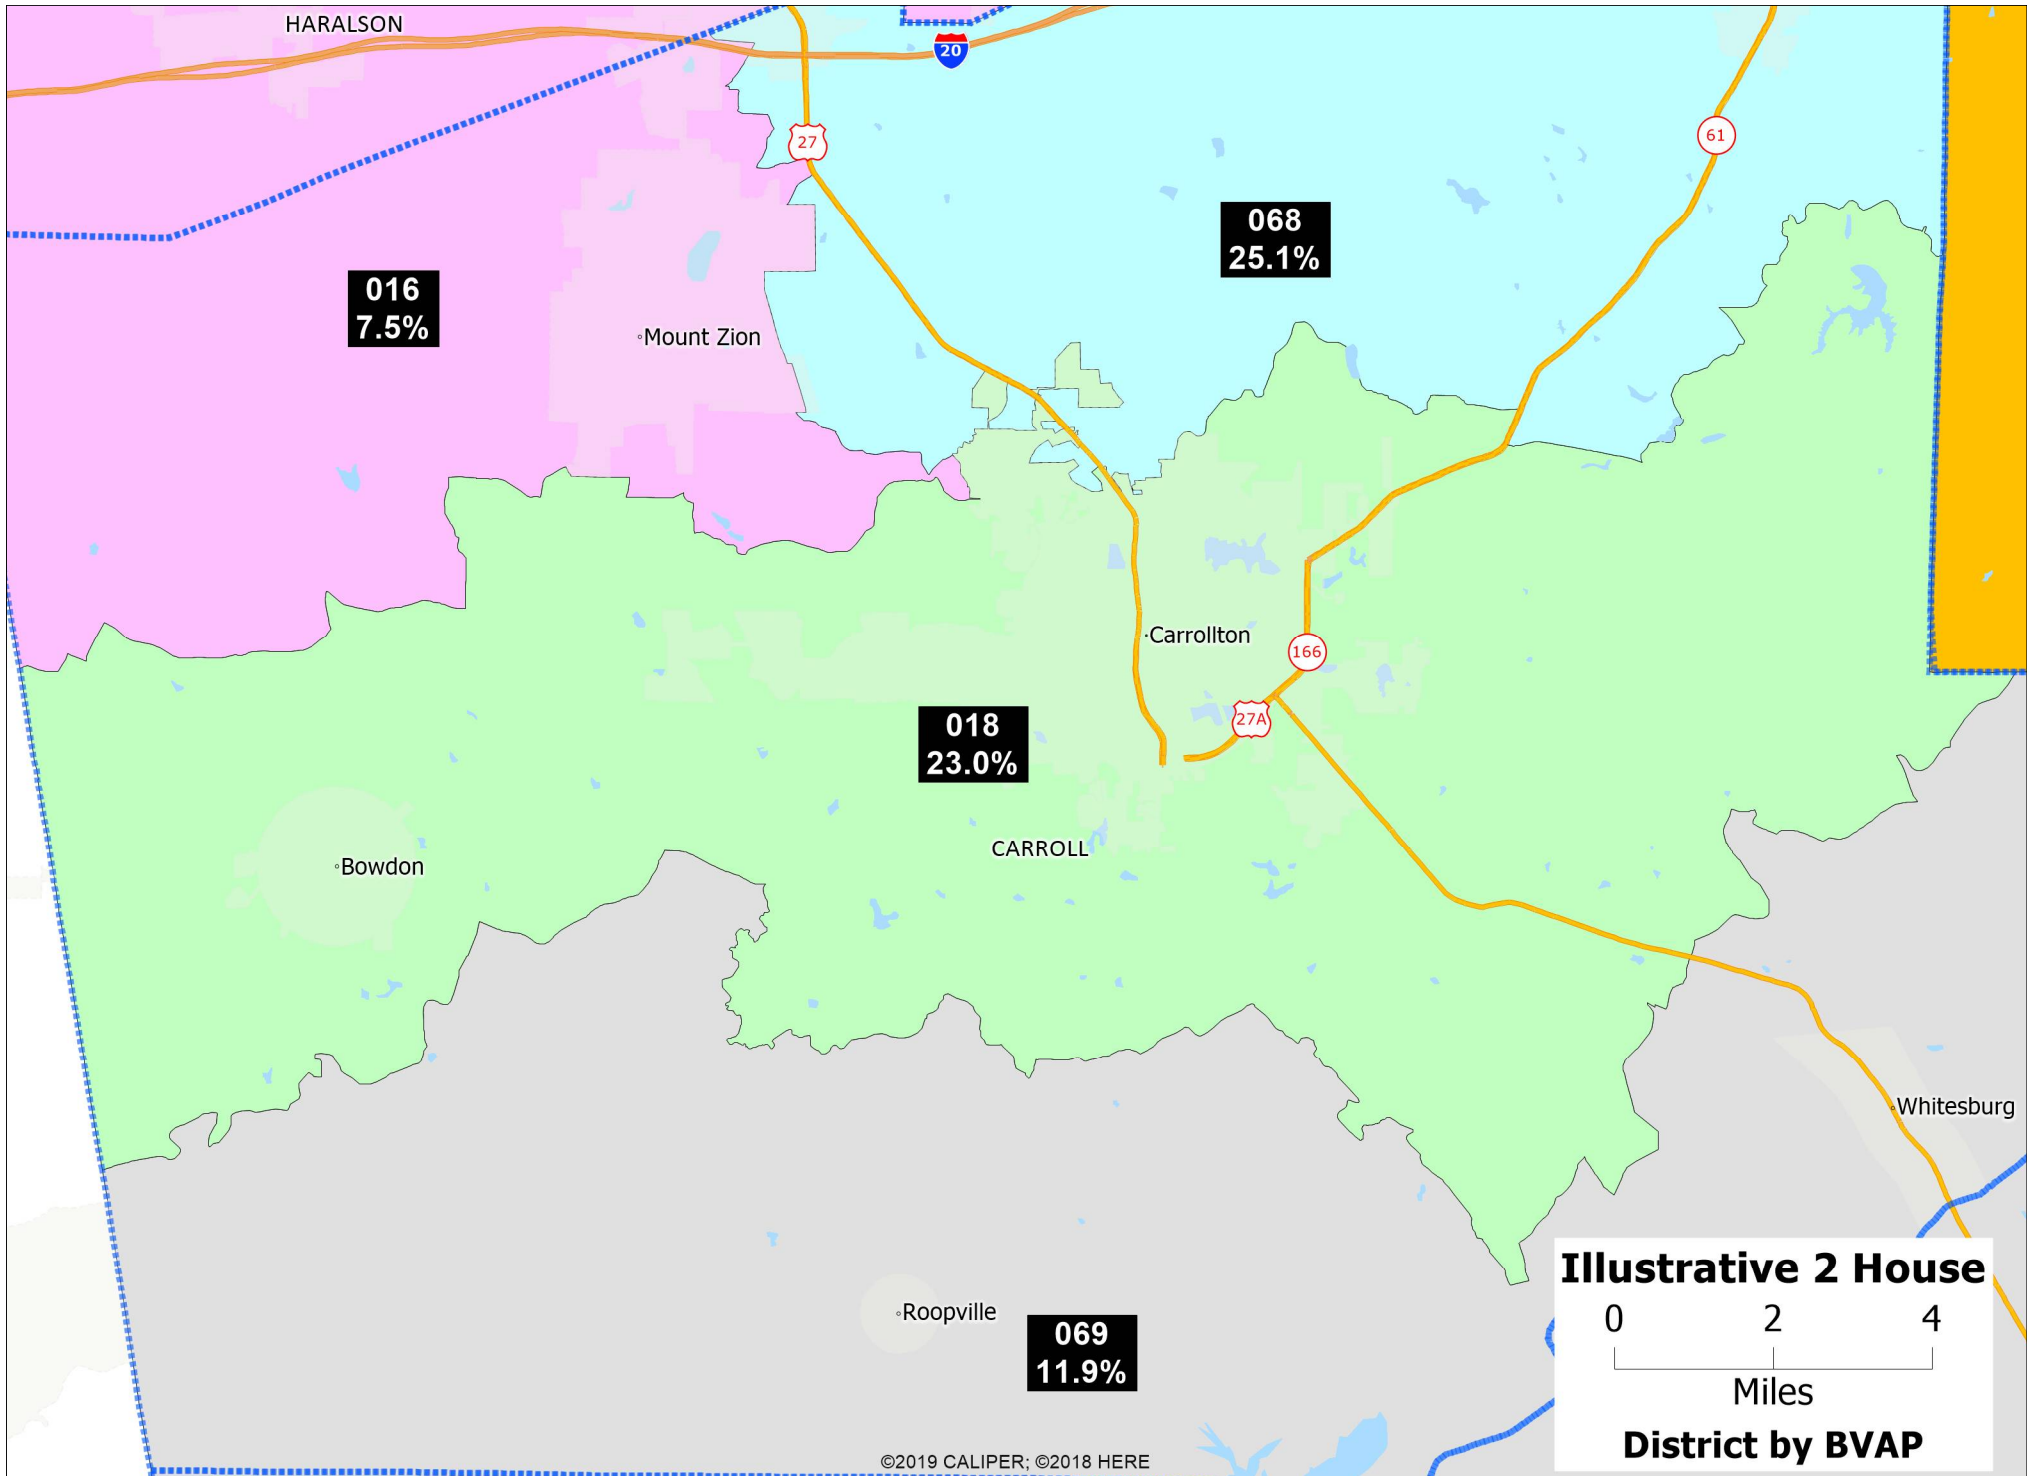 HARALSON
20
27
61
068
25.1%
016
7.5%
Mount Zion
Carrollton
166
27A
018
23.0%
CARROLL
Bowdon
Whitesburg
Roopville
069
11.9%
Illustrative 2 House
0 2 4
Miles
District by BVAP
©2019 CALIPER; ©2018 HERE